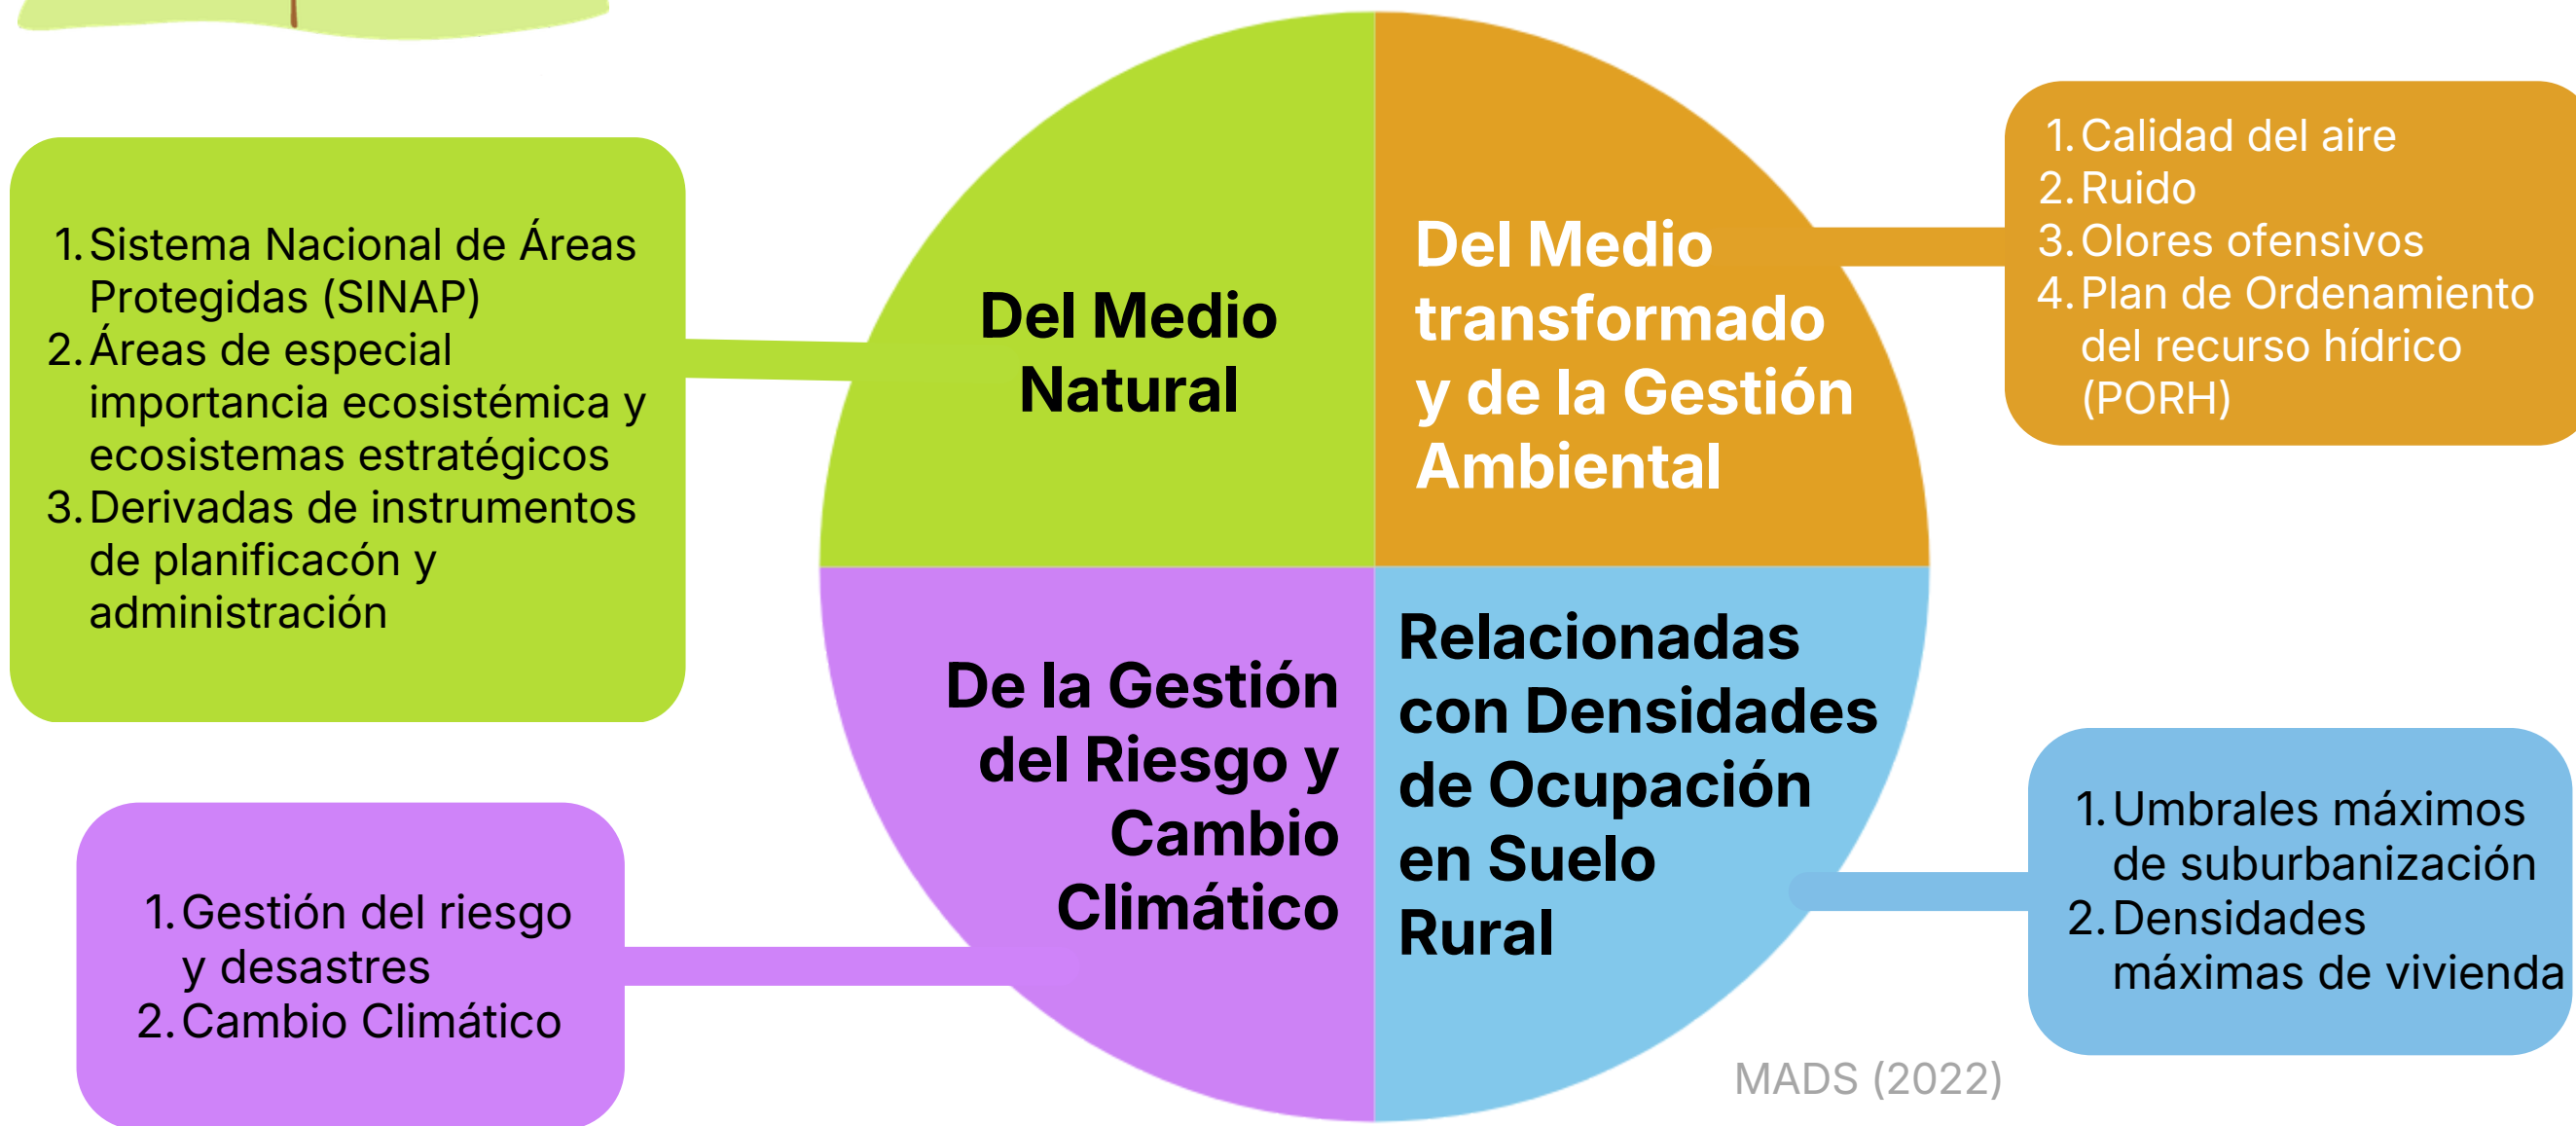 1. Sistema Nacional de Áreas
Protegidas (SINAP)
2. Áreas de especial
importancia ecosistémica y
ecosistemas estratégicos
3. Derivadas de instrumentos
de planificacón y
administración
Del Medio
Natural
Del Medio
transformado
y de la Gestión
Ambiental
1. Calidad del aire
2. Ruido
3. Olores ofensivos
4. Plan de Ordenamiento
del recurso hídrico
(PORH)
1. Gestión del riesgo
y desastres
2. Cambio Climático
De la Gestión
del Riesgo y
Cambio
Climático
Relacionadas
con Densidades
de Ocupación
en Suelo
Rural
1. Umbrales máximos
de suburbanización
2. Densidades
máximas de vivienda
MADS (2022)